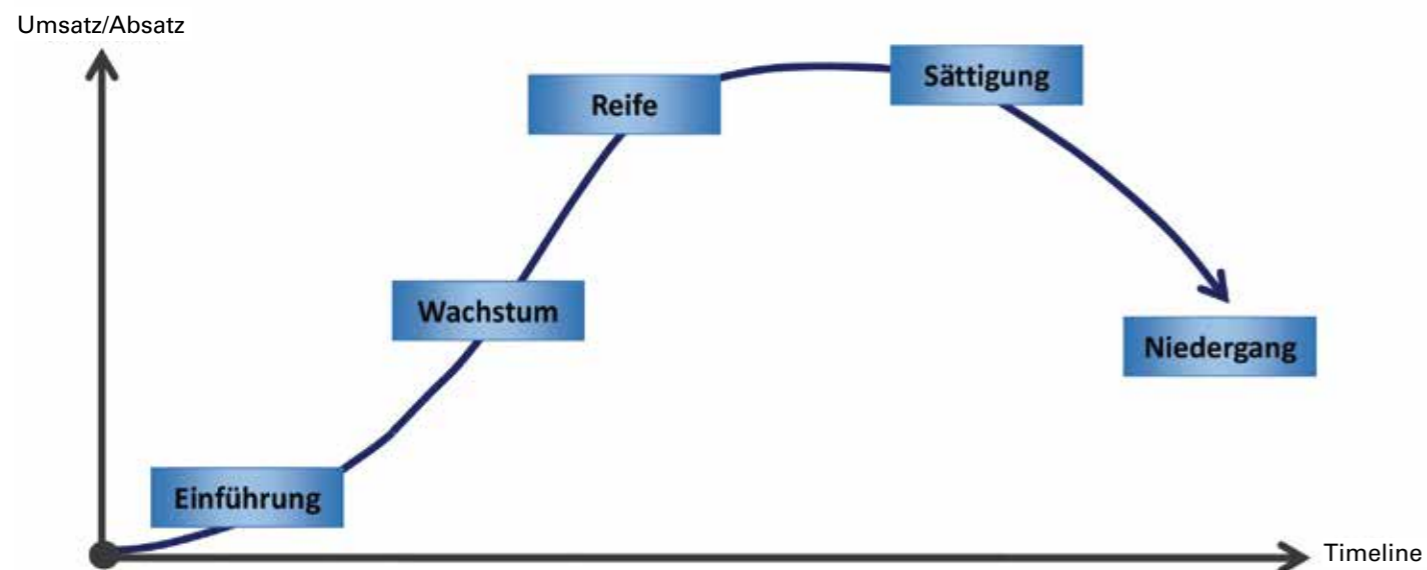 Umsatz/Absatz
Sättigung
Reife
Wachstum
Niedergang
Einführung
Timeline